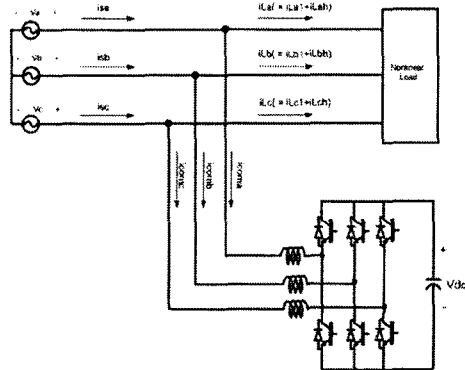 Va isa iLa( = iLa1+iLah)
Vb isb iLb( = iLb1+iLbh)
Vc isc iLc( = iLc1+iLch)
Nonlinear
Load
icomc
icomb
icoma
+
Vdc
-